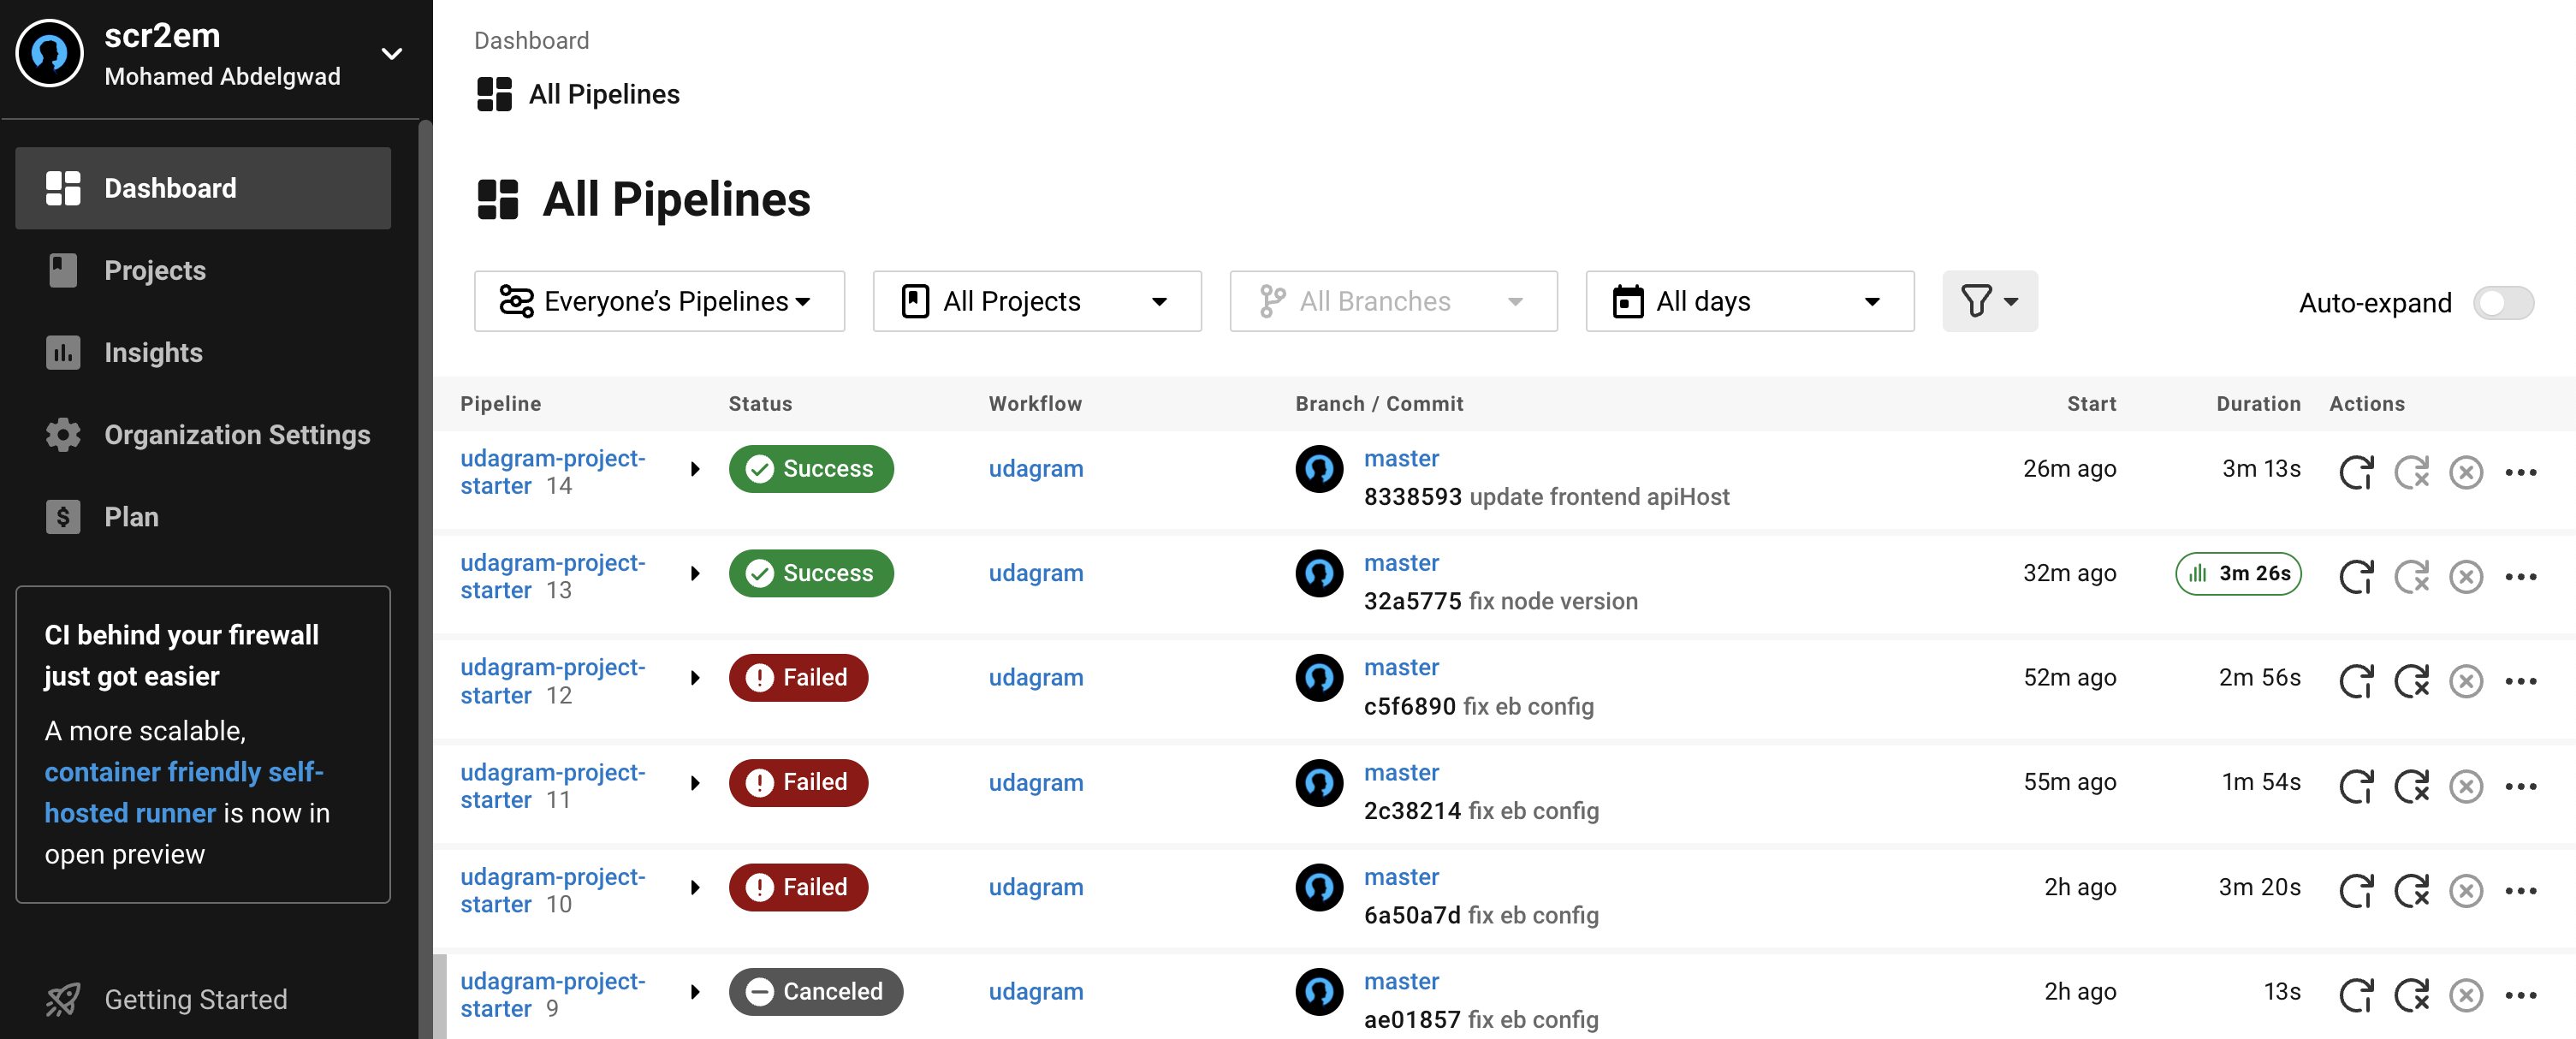 scr2em
Mohamed Abdelgwad
Dashboard
Projects
Insights
Organization Settings
Plan
CI behind your firewall
just got easier
A more scalable,
container friendly self-
hosted runner is now in
open preview
Getting Started
Dashboard
All Pipelines
All Pipelines
Everyone’s Pipelines
All Projects
All Branches
All days
Auto-expand
Pipeline Status Workflow Branch / Commit Start Duration Actions
udagram-project-
starter 14
Success
udagram
master
8338593 update frontend apiHost
26m ago
3m 13s
udagram-project-
starter 13
Success
udagram
master
32a5775 fix node version
32m ago
3m 26s
udagram-project-
starter 12
Failed
udagram
master
c5f6890 fix eb config
52m ago
2m 56s
udagram-project-
starter 11
Failed
udagram
master
2c38214 fix eb config
55m ago
1m 54s
udagram-project-
starter 10
Failed
udagram
master
6a50a7d fix eb config
2h ago
3m 20s
udagram-project-
starter 9
Canceled
udagram
master
ae01857 fix eb config
2h ago
13s